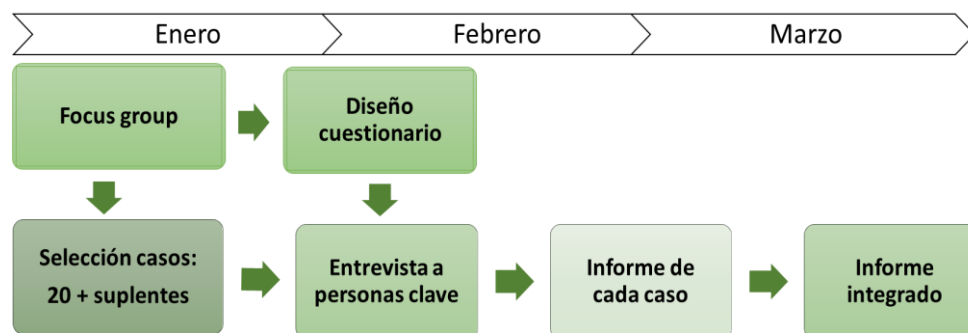 Enero
Febrero
Marzo
Focus group
Diseño
cuestionario
Selección casos:
20 + suplentes
Entrevista a
personas clave
Informe de
cada caso
Informe
integrado